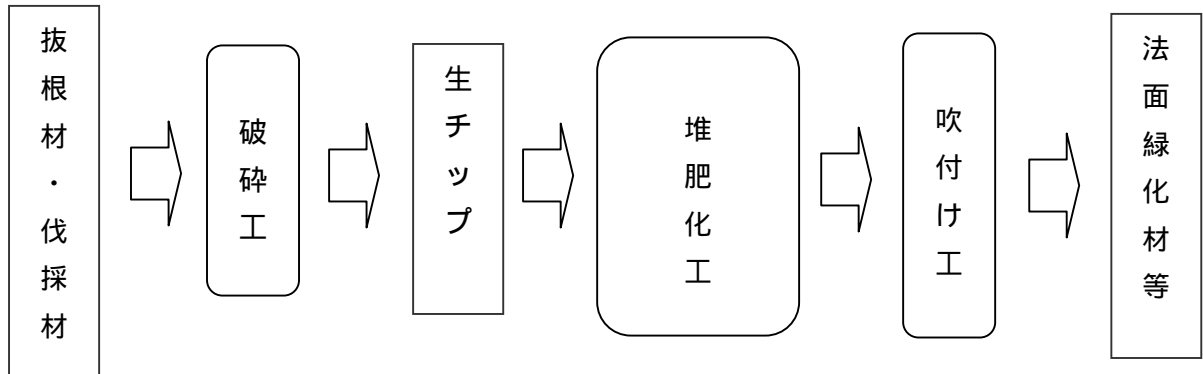 抜根材・伐採材
破砕工
生チップ
堆肥化工
吹付け工
法面緑化材等